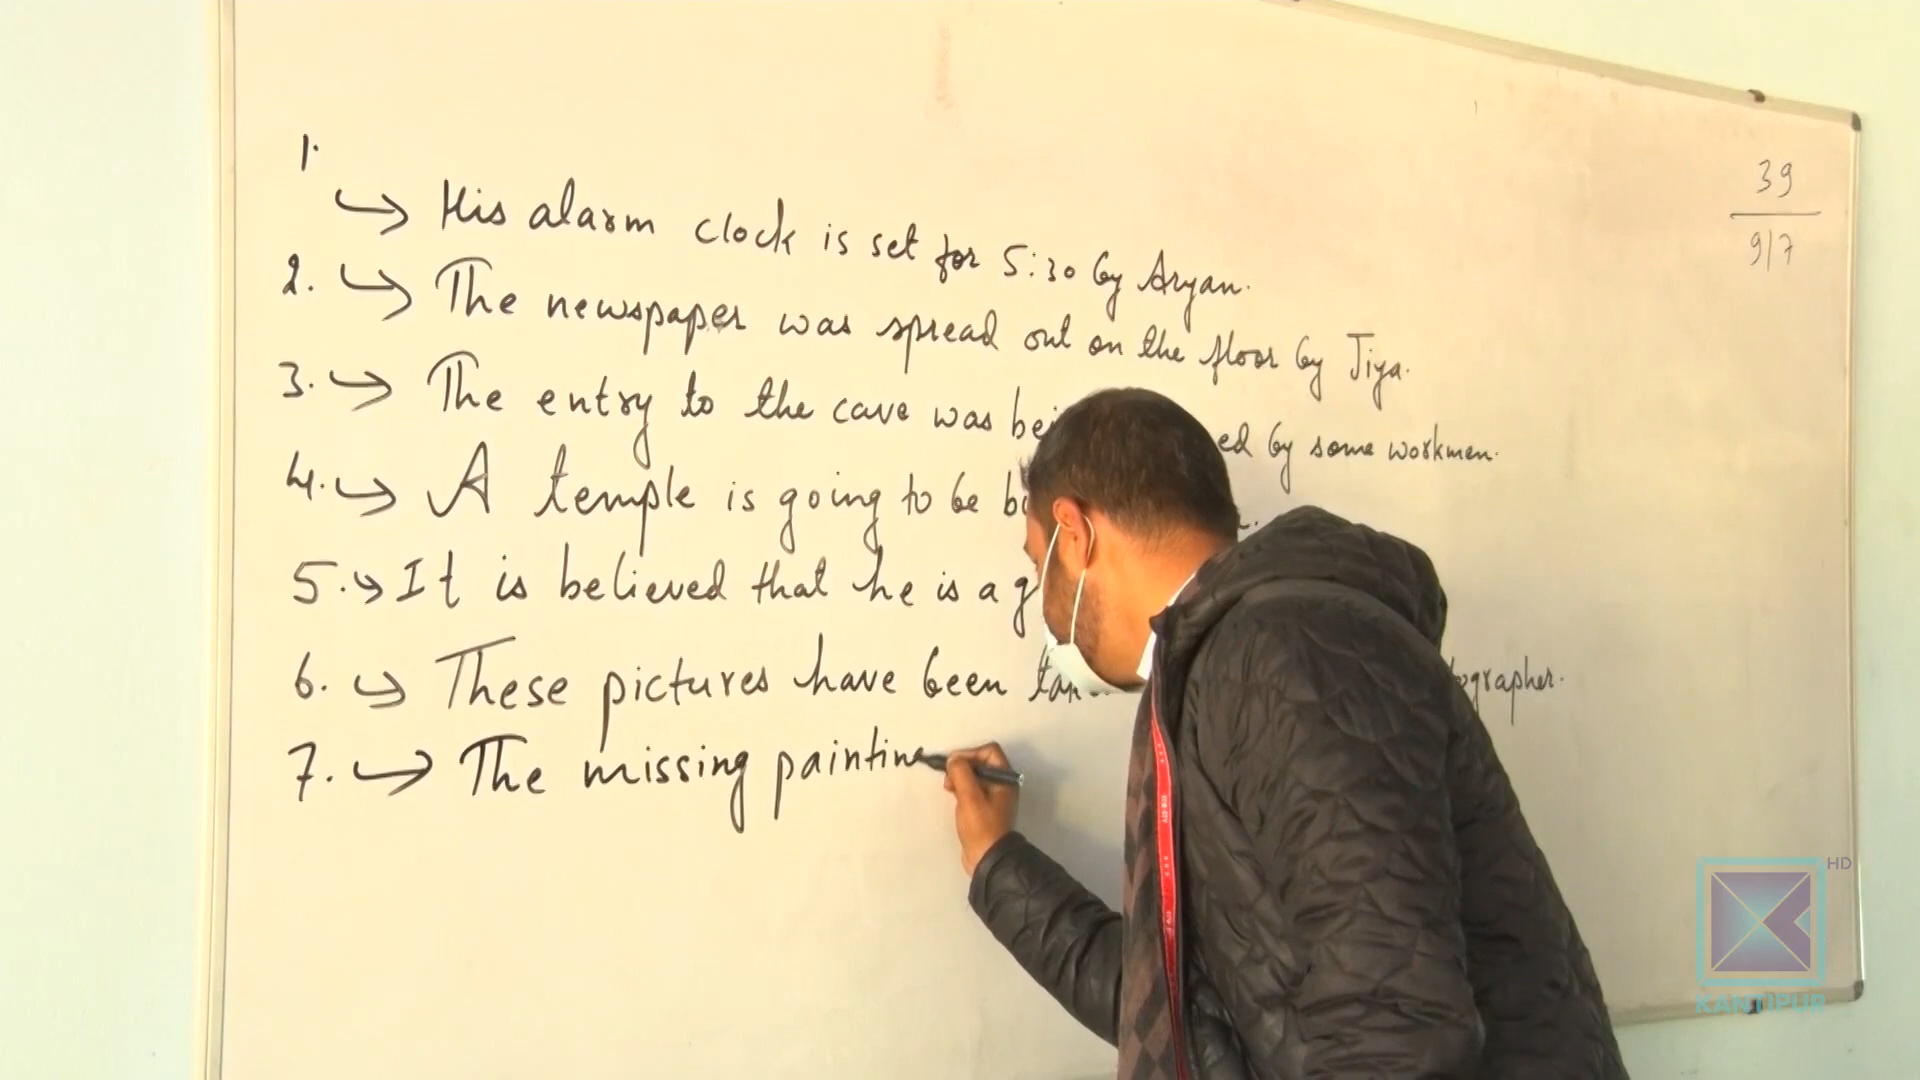 1.
→ His alarm clock is set for 5:30 by Aryan.
2. → The newspaper was spread out on the floor by Jiya.
3. → The entry to the cave was by some workmen.
4. → A temple is going to be
5. → It is believed that he is a
6. → These pictures have been
7. → The missing painting
39
9/7
HD
KANTIPUR